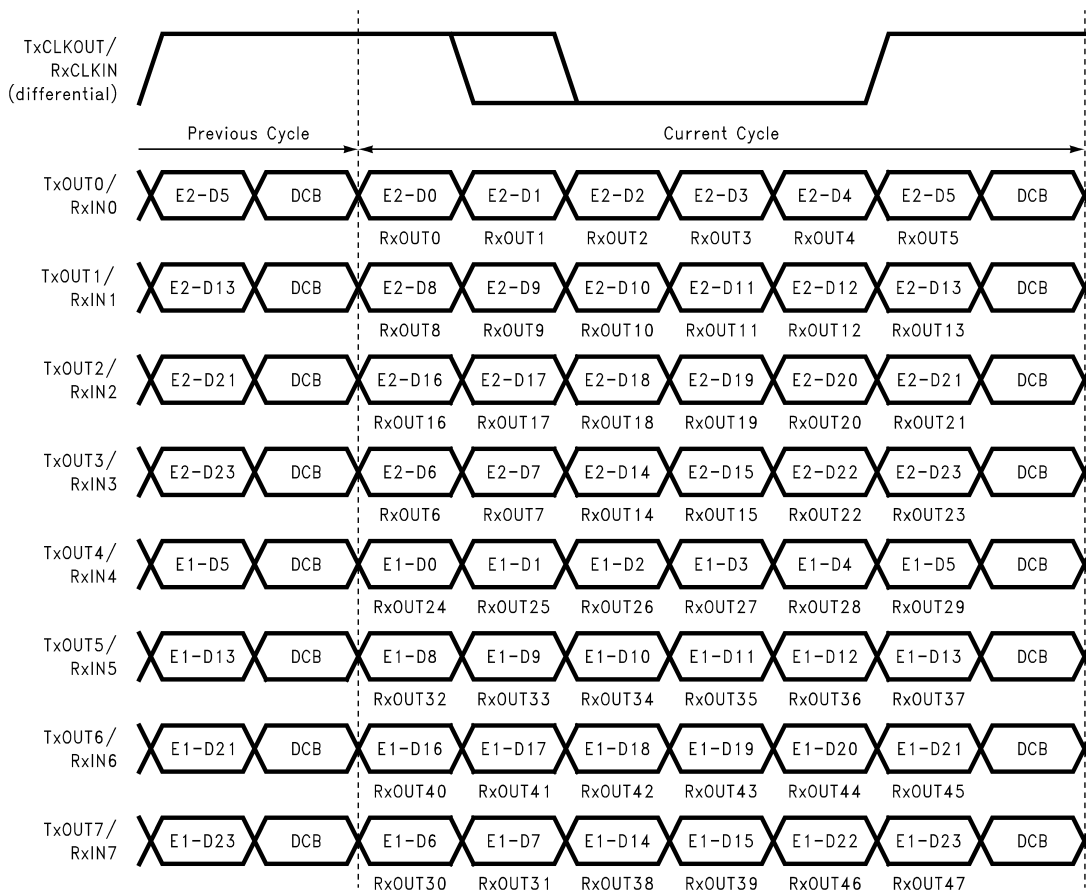 TxCLKOUT/
RxCLKIN
(differential)
Previous Cycle Current Cycle
TxOUT0/
RxIN0
E2-D5 DCB E2-D0 E2-D1 E2-D2 E2-D3 E2-D4 E2-D5 DCB
RxOUT0 RxOUT1 RxOUT2 RxOUT3 RxOUT4 RxOUT5
TxOUT1/
RxIN1
E2-D13 DCB E2-D8 E2-D9 E2-D10 E2-D11 E2-D12 E2-D13 DCB
RxOUT8 RxOUT9 RxOUT10 RxOUT11 RxOUT12 RxOUT13
TxOUT2/
RxIN2
E2-D21 DCB E2-D16 E2-D17 E2-D18 E2-D19 E2-D20 E2-D21 DCB
RxOUT16 RxOUT17 RxOUT18 RxOUT19 RxOUT20 RxOUT21
TxOUT3/
RxIN3
E2-D23 DCB E2-D6 E2-D7 E2-D14 E2-D15 E2-D22 E2-D23 DCB
RxOUT6 RxOUT7 RxOUT14 RxOUT15 RxOUT22 RxOUT23
TxOUT4/
RxIN4
E1-D5 DCB E1-D0 E1-D1 E1-D2 E1-D3 E1-D4 E1-D5 DCB
RxOUT24 RxOUT25 RxOUT26 RxOUT27 RxOUT28 RxOUT29
TxOUT5/
RxIN5
E1-D13 DCB E1-D8 E1-D9 E1-D10 E1-D11 E1-D12 E1-D13 DCB
RxOUT32 RxOUT33 RxOUT34 RxOUT35 RxOUT36 RxOUT37
TxOUT6/
RxIN6
E1-D21 DCB E1-D16 E1-D17 E1-D18 E1-D19 E1-D20 E1-D21 DCB
RxOUT40 RxOUT41 RxOUT42 RxOUT43 RxOUT44 RxOUT45
TxOUT7/
RxIN7
E1-D23 DCB E1-D6 E1-D7 E1-D14 E1-D15 E1-D22 E1-D23 DCB
RxOUT30 RxOUT31 RxOUT38 RxOUT39 RxOUT46 RxOUT47